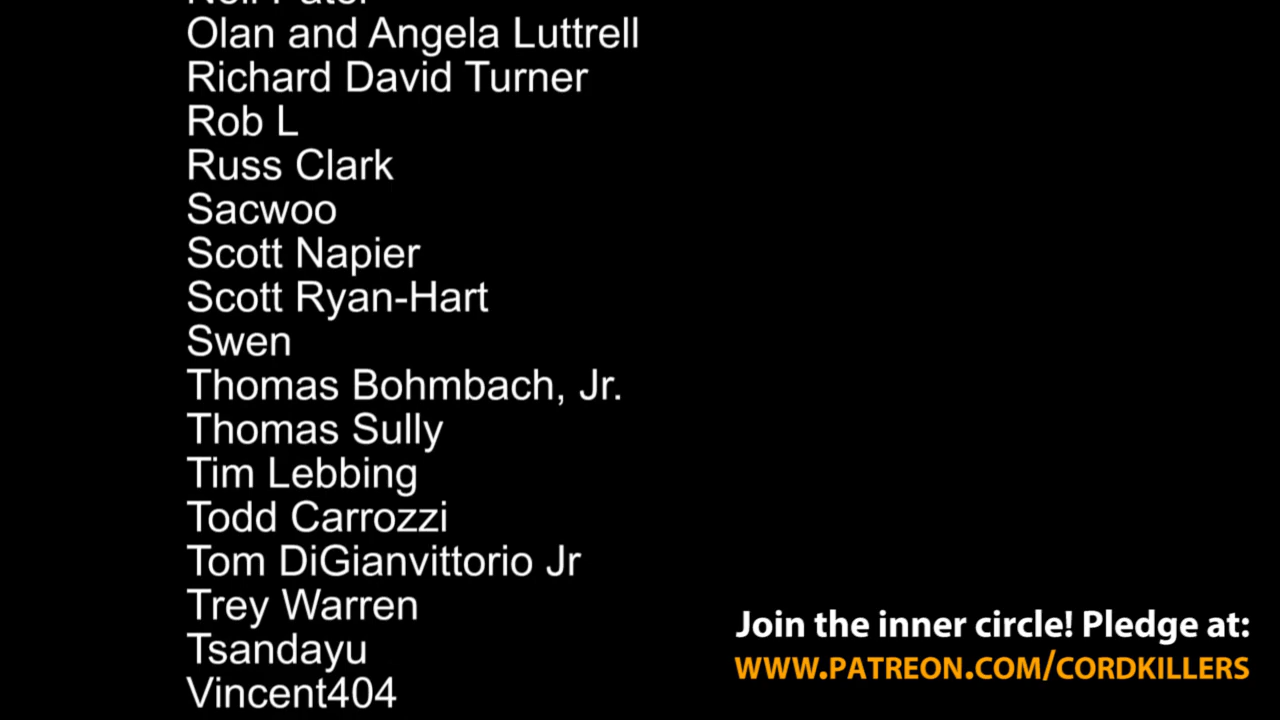 Olan and Angela Luttrell
Richard David Turner
Rob L
Russ Clark
Sacwoo
Scott Napier
Scott Ryan-Hart
Swen
Thomas Bohmbach, Jr.
Thomas Sully
Tim Lebbing
Todd Carrozzi
Tom DiGianvittorio Jr
Trey Warren
Tsandayu
Vincent404
Join the inner circle! Pledge at:
WWW.PATREON.COM/CORDKILLERS